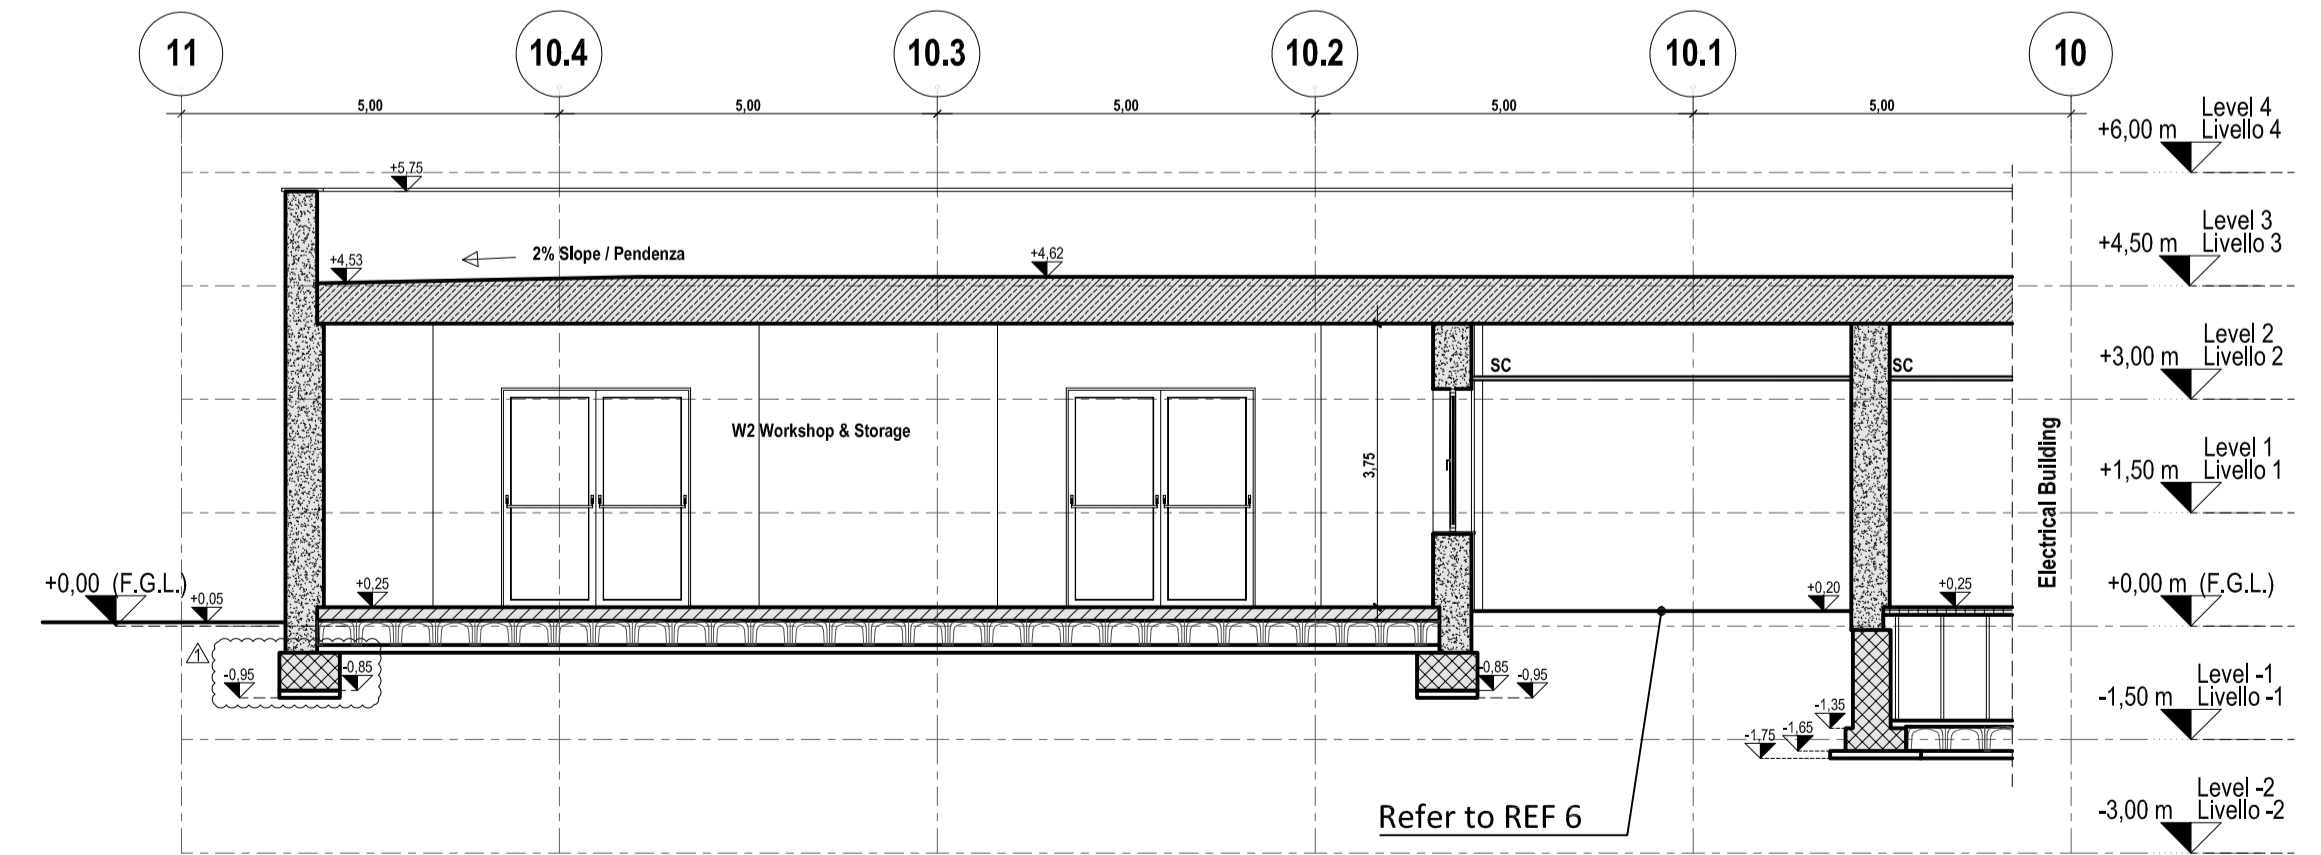 11
10.4
10.3
10.2
10.1
10
5,00
5,00
5,00
5,00
5,00
Level 4
+6,00 m Livello 4
+5,75
Level 3
+4,50 m Livello 3
2% Slope / Pendenza
+4,53
+4,62
Level 2
+3,00 m Livello 2
SC
SC
W2 Workshop & Storage
3,75
Electrical Building
Level 1
+1,50 m Livello 1
+0,00 (F.G.L.)
+0,05
+0,25
+0,20
+0,25
+0,00 m (F.G.L.)
1
-0,95
-0,85
-0,85
-0,95
Level -1
-1,50 m Livello -1
-1,35
-1,65
-1,75
Refer to REF 6
Level -2
-3,00 m Livello -2